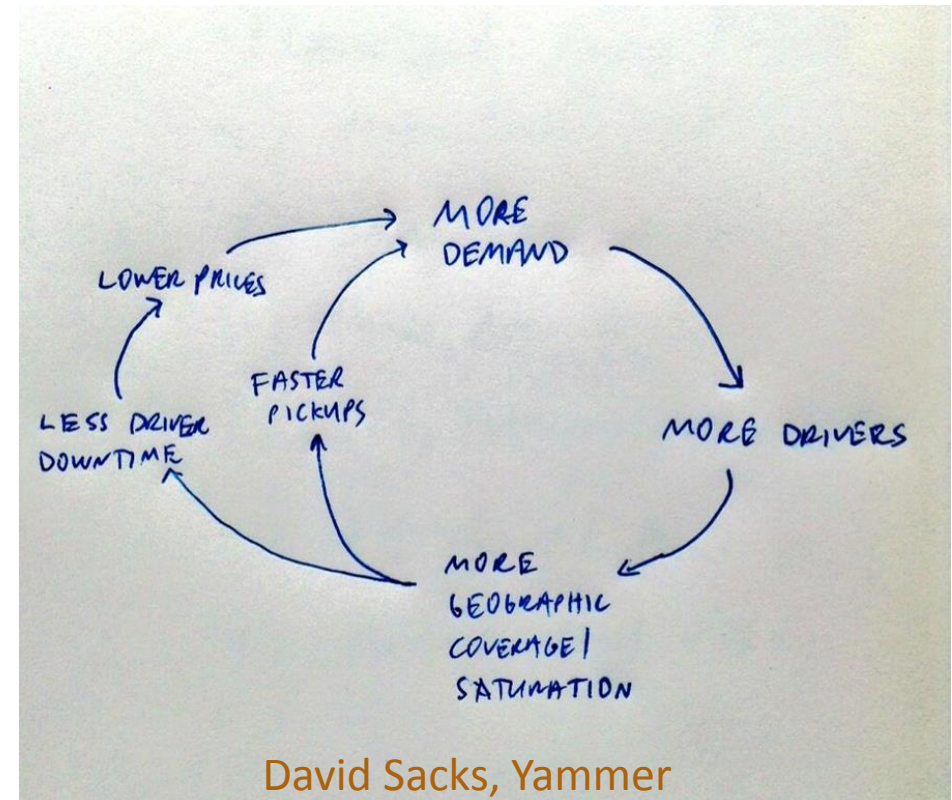 MORE
DEMAND
LOWER PRICES
FASTER
PICKUPS
LESS DRIVER
DOWNTIME
MORE DRIVERS
MORE
GEOGRAPHIC
COVERAGE/
SATURATION
David Sacks, Yammer